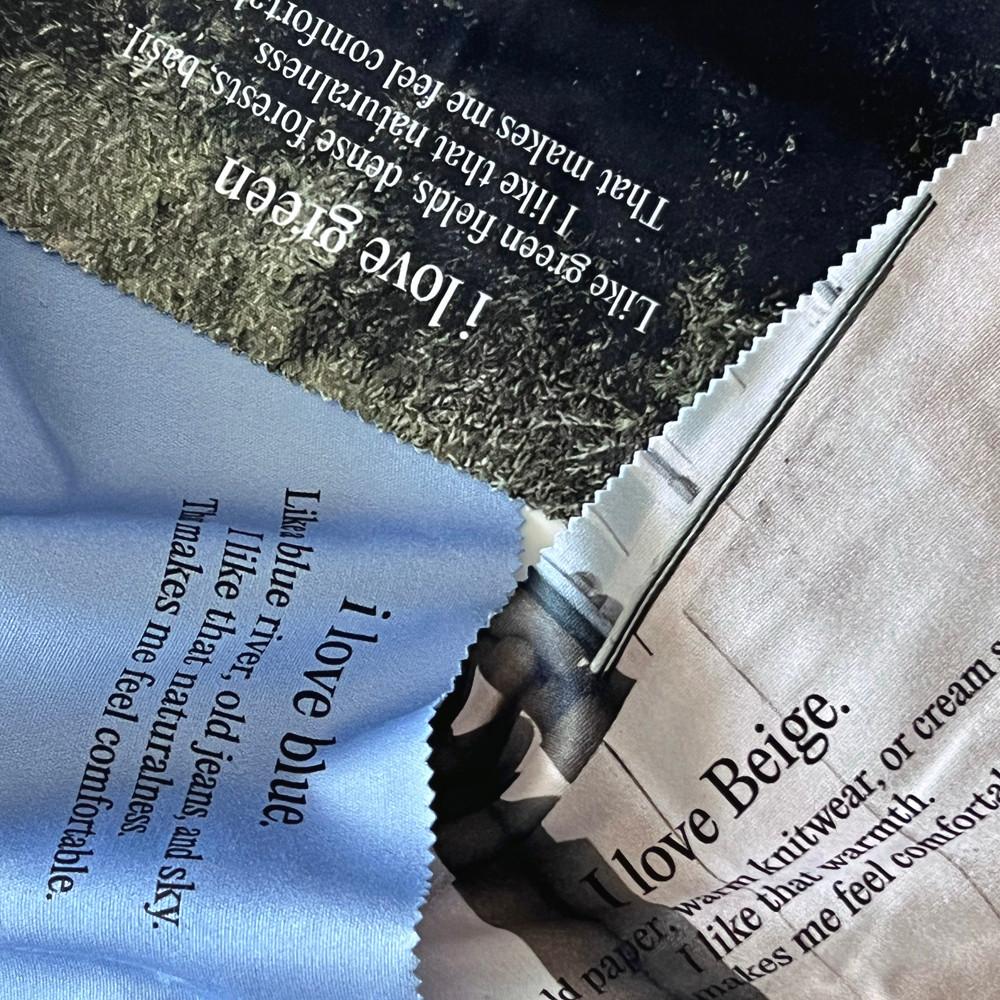 i love green
Like green fields, dense forests, basil
I like that naturalness.
That makes me feel
i love blue.
Like blue river, old jeans, and sky.
I like that naturalness.
makes me feel comfortable.
I love Beige.
paper, warm knitwear, or cream
I like that warmth.
makes me feel